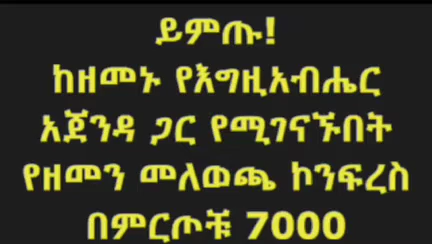 ይምጡ!
ከዘመኑ የእግዚአብሔር
አጀንዳ ጋር የሚገናኙበት
የዘመን መለወጫ ኮንፍረስ
በምርጦቹ 7000